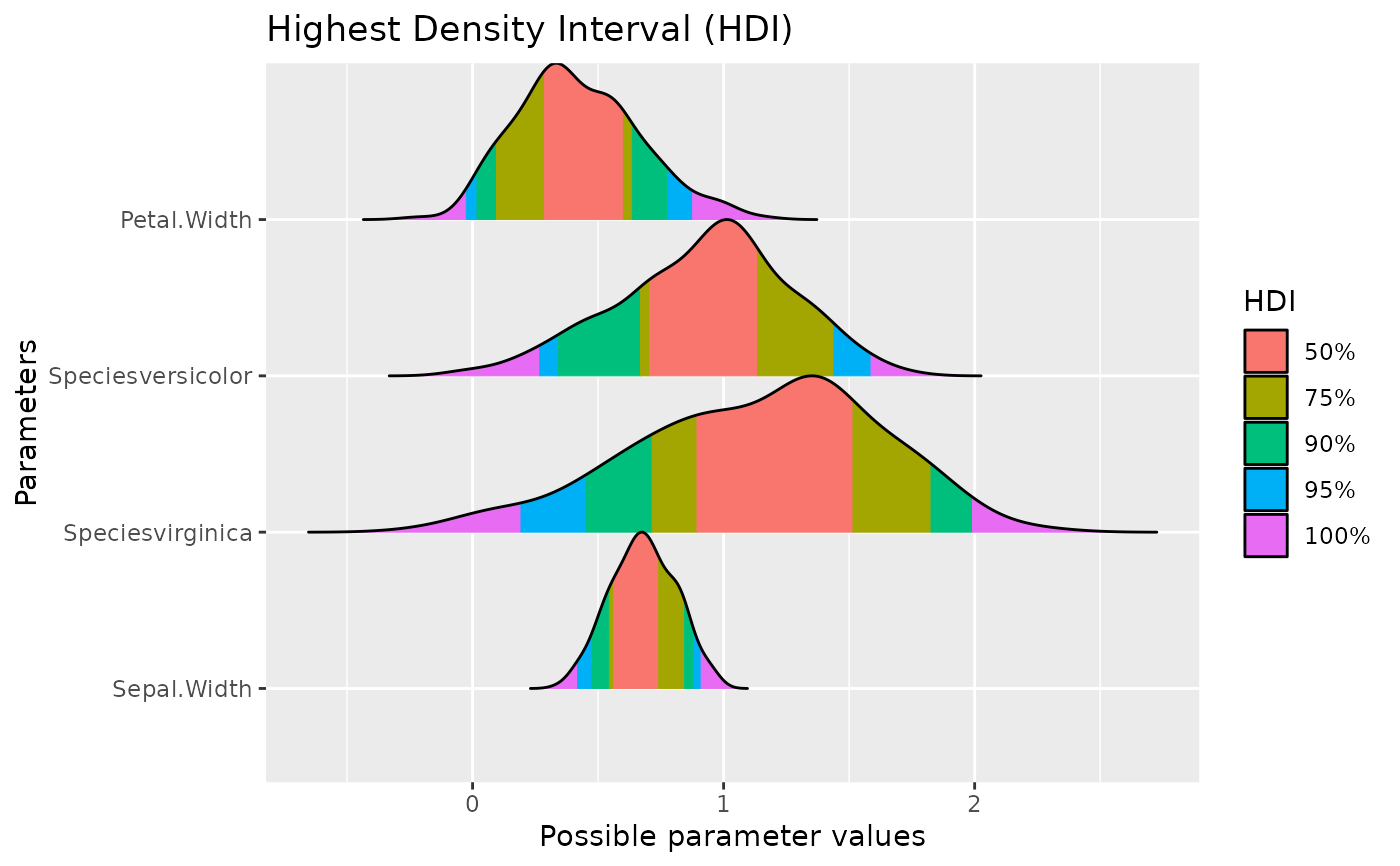 Highest Density Interval (HDI)
Parameters
Petal.Width
Speciesversicolor
Speciesvirginica
Sepal.Width
0 1 2
Possible parameter values
HDI
50%
75%
90%
95%
100%